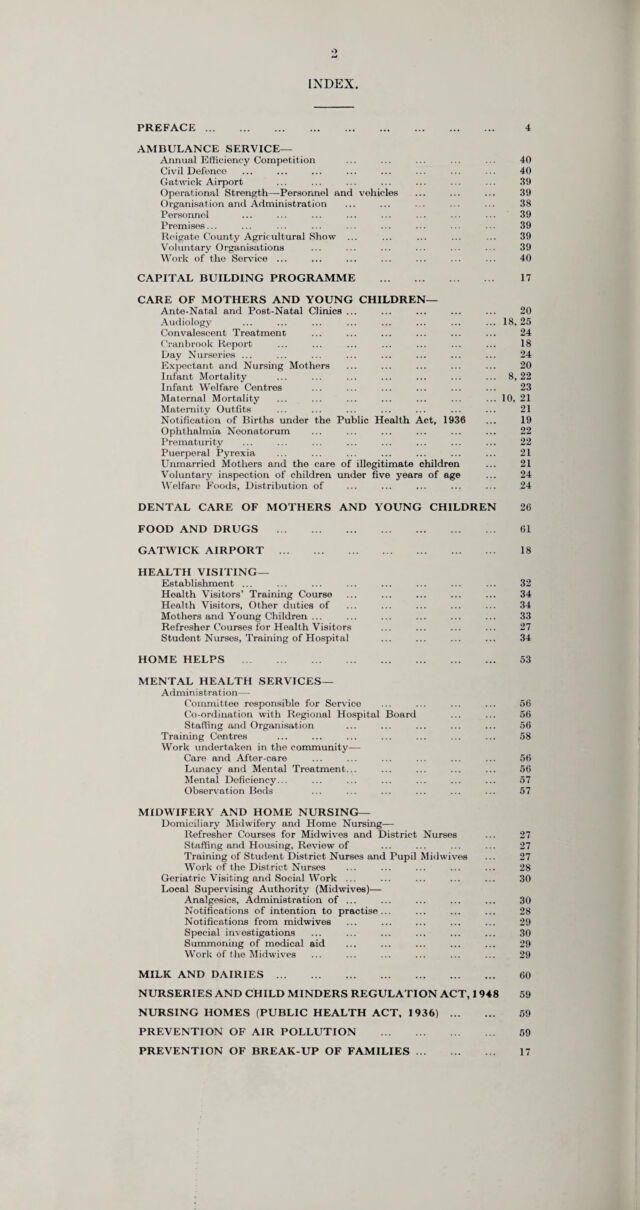 2
INDEX.
PREFACE ... ... ... ... ... ... ... ... ... 4
AMBULANCE SERVICE—
Annual Efficiency Competition ... ... ... ... ... 40
Civil Defence ... ... ... ... ... ... ... ... 40
Gatwick Airport ... ... ... ... ... ... ... 39
Operational Strength—Personnel and vehicles ... ... ... 39
Organisation and Administration ... ... ... ... ... 38
Personnel ... ... ... ... ... ... ... ... 39
Premises... ... ... ... ... ... ... ... ... 39
Reigate County Agricultural Show ... ... ... ... ... 39
Voluntary Organisations ... ... ... ... ... ... 39
Work of the Service ... ... ... ... ... ... ... 40
CAPITAL BUILDING PROGRAMME ... ... ... ... 17
CARE OF MOTHERS AND YOUNG CHILDREN—
Ante-Natal and Post-Natal Clinics ... ... ... ... ... 20
Audiology ... ... ... ... ... ... ... ... 18, 25
Convalescent Treatment ... ... ... ... ... ... 24
Cranbrook Report ... ... ... ... ... ... ... 18
Day Nurseries ... ... ... ... ... ... ... ... 24
Expectant and Nursing Mothers ... ... ... ... ... 20
Infant Mortality ... ... ... ... ... ... ... 8, 22
Infant Welfare Centres ... ... ... ... ... ... 23
Maternal Mortality ... ... ... ... ... ... ... 10, 21
Maternity Outfits ... ... ... ... ... ... ... 21
Notification of Births under the Public Health Act, 1936 ... 19
Ophthalmia Neonatorum ... ... ... ... ... ... 22
Prematurity ... ... ... ... ... ... ... ... 22
Puerperal Pyrexia ... ... ... ... ... ... ... 21
Unmarried Mothers and the care of illegitimate children ... 21
Voluntary inspection of children under five years of age ... 24
Welfare Foods, Distribution of ... ... ... ... ... 24
DENTAL CARE OF MOTHERS AND YOUNG CHILDREN 26
FOOD AND DRUGS ... ... ... ... ... ... ... 61
GATWICK AIRPORT ... ... ... ... ... ... ... 18
HEALTH VISITING—
Establishment ... ... ... ... ... ... ... ... 32
Health Visitors' Training Course ... ... ... ... ... 34
Health Visitors, Other duties of ... ... ... ... ... 34
Mothers and Young Children ... ... ... ... ... ... 33
Refresher Courses for Health Visitors ... ... ... ... 27
Student Nurses, Training of Hospital ... ... ... ... 34
HOME HELPS ... ... ... ... ... ... ... ... 53
MENTAL HEALTH SERVICES—
Administration—
Committee responsible for Service ... ... ... ... 56
Co-ordination with Regional Hospital Board ... ... 56
Staffing and Organisation ... ... ... ... ... 56
Training Centres ... ... ... ... ... ... ... 58
Work undertaken in the community—
Care and After-care ... ... ... ... ... ... 56
Lunacy and Mental Treatment... ... ... ... ... 56
Mental Deficiency... ... ... ... ... ... ... 57
Observation Beds ... ... ... ... ... ... 57
MIDWIFERY AND HOME NURSING—
Domiciliary Midwifery and Home Nursing—
Refresher Courses for Midwives and District Nurses ... 27
Staffing and Housing, Review of ... ... ... ... 27
Training of Student District Nurses and Pupil Midwives ... 27
Work of the District Nurses ... ... ... ... ... 28
Geriatric Visiting and Social Work ... ... ... ... ... 30
Local Supervising Authority (Midwives)—
Analgesics, Administration of ... ... ... ... ... 30
Notifications of intention to practise ... ... ... ... 28
Notifications from midwives ... ... ... ... ... 29
Special investigations ... ... ... ... ... ... 30
Summoning of medical aid ... ... ... ... ... 29
Work of the Midwives ... ... ... ... ... ... 29
MILK AND DAIRIES ... ... ... ... ... ... ... 60
NURSERIES AND CHILD MINDERS REGULATION ACT, 1948 59
NURSING HOMES (PUBLIC HEALTH ACT, 1936) ... ... 59
PREVENTION OF AIR POLLUTION ... ... ... ... 59
PREVENTION OF BREAK-UP OF FAMILIES ... ... ... 17